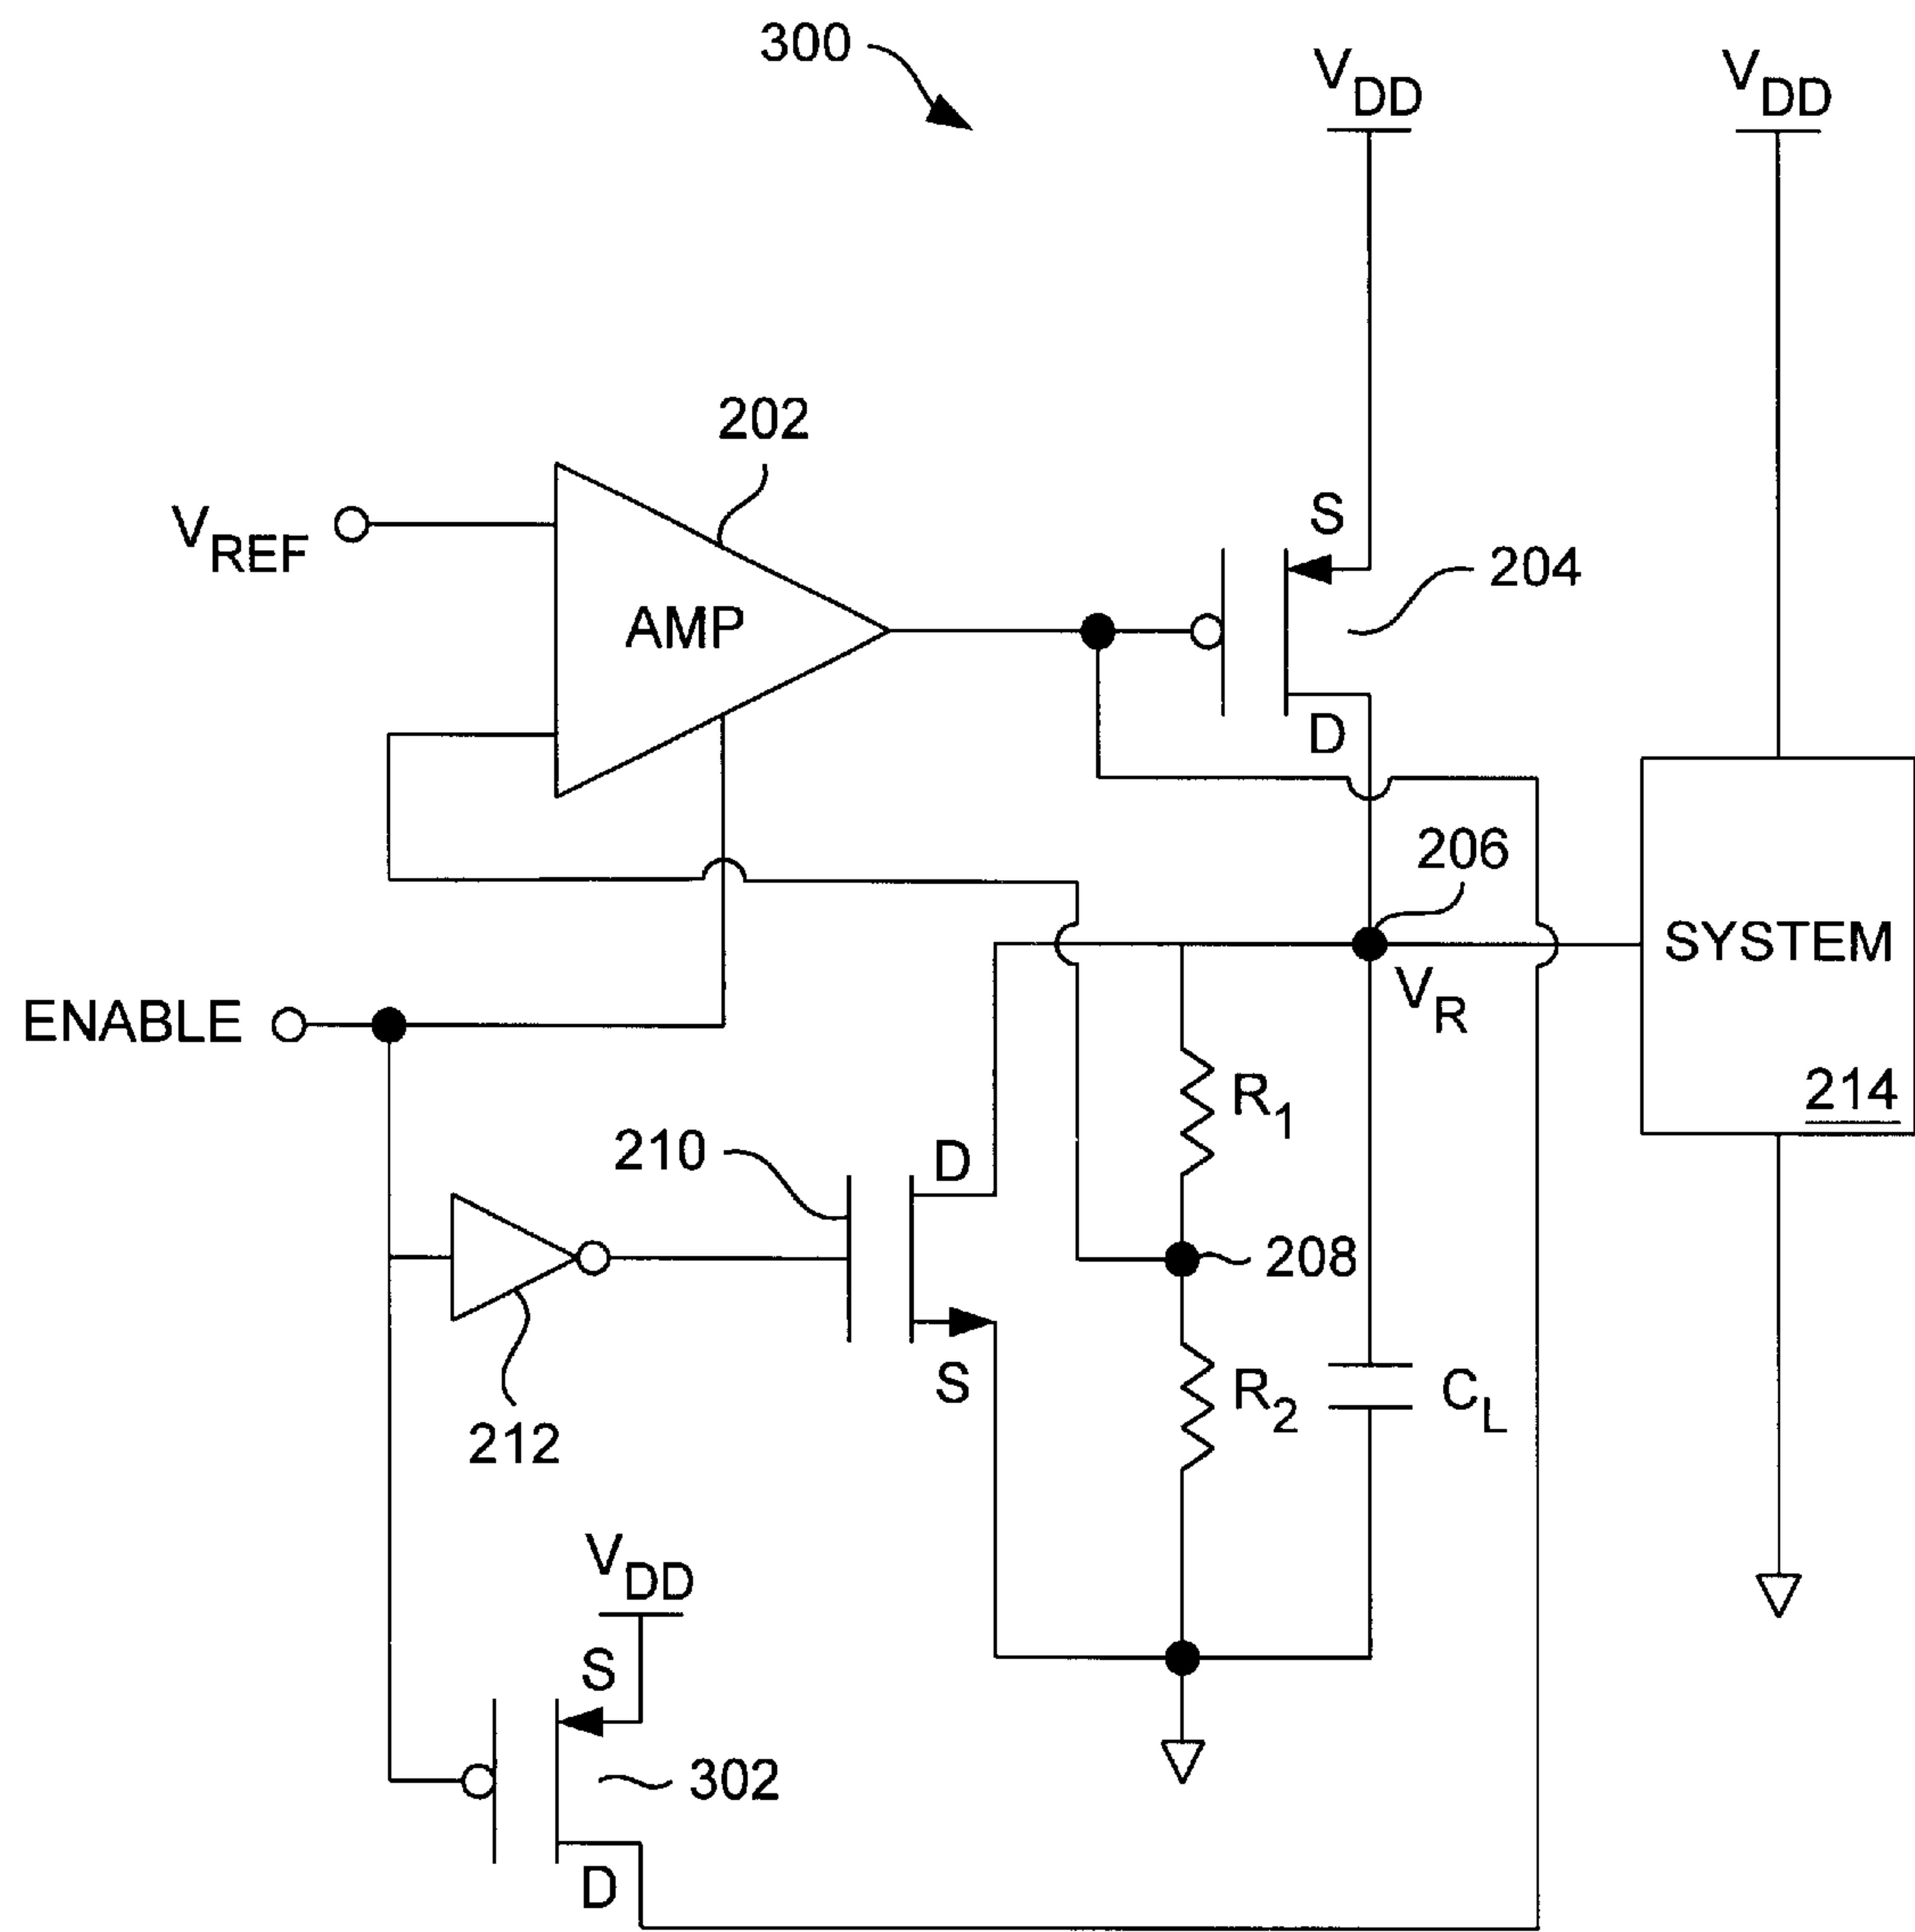 300
V_DD
V_DD
202
V_REF
S
204
AMP
D
206
SYSTEM
V_R
ENABLE
R_1
214
210
D
208
S
R_2
C_L
212
V_DD
S
302
D